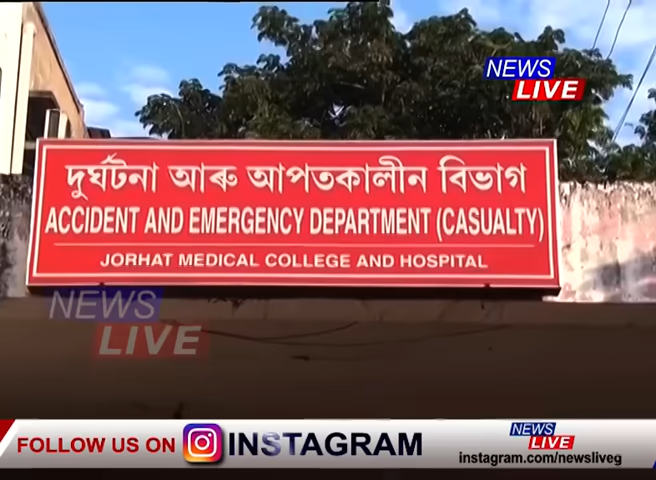 NEWS
LIVE
দুৰ্ঘটনা আৰু আপতকালীন বিভাগ
ACCIDENT AND EMERGENCY DEPARTMENT (CASUALTY)
JORHAT MEDICAL COLLEGE AND HOSPITAL
NEWS
LIVE
FOLLOW US ON INSTAGRAM
NEWS
LIVE
instagram.com/newsliveg